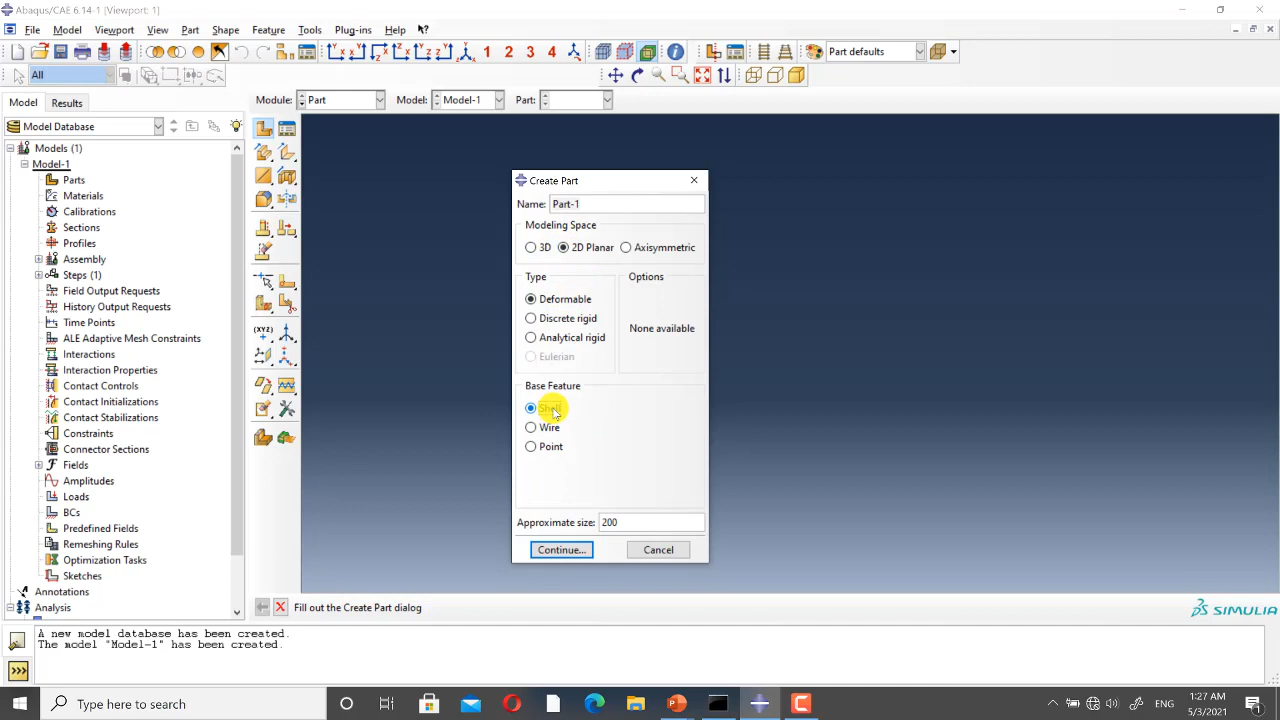 Abaqus/CAE 6.14-1 [Viewport: 1]
File Model Viewport View Part Shape Feature Tools Plug-ins Help
1 2 3 4 Part defaults
All
Model Results Module: Part Model: Model-1 Part:
Model Database
Models (1)
Model-1
Parts
Materials
Calibrations
Sections
Profiles
Assembly
Steps (1)
Field Output Requests
History Output Requests
Time Points
ALE Adaptive Mesh Constraints
Interactions
Interaction Properties
Contact Controls
Contact Initializations
Contact Stabilizations
Constraints
Connector Sections
Fields
Amplitudes
Loads
BCs
Predefined Fields
Remeshing Rules
Optimization Tasks
Sketches
Annotations
Analysis
(XYZ)
Create Part
Name: Part-1
Modeling Space
3D 2D Planar Axisymmetric
Type Options
Deformable
Discrete rigid
None available
Analytical rigid
Eulerian
Base Feature
Shell
Wire
Point
Approximate size: 200
Continue... Cancel
Fill out the Create Part dialog
SIMULIA
A new model database has been created.
The model "Model-1" has been created.
>>>
Type here to search
ENG
1:27 AM
5/3/2021
1